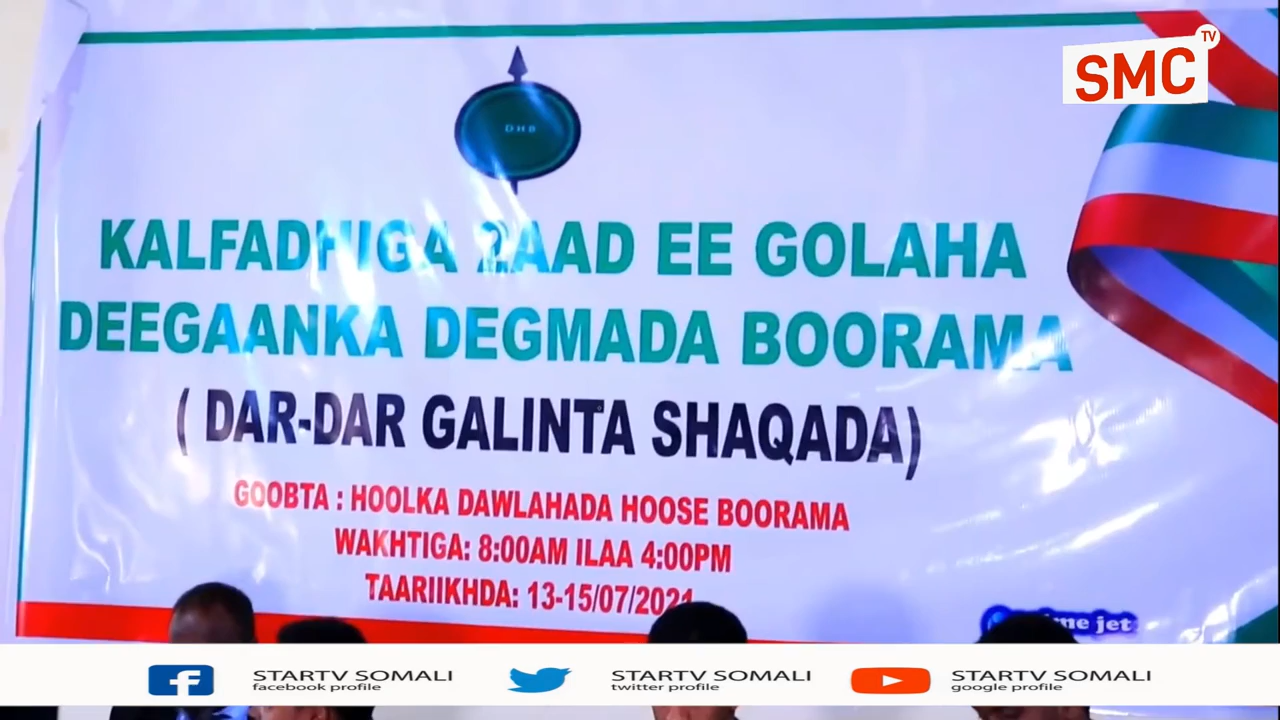 SMC TV
DHB
KALFADHIGA 2AAD EE GOLAHA
DEEGAANKA DEGMADA BOORAMA
( DAR-DAR GALINTA SHAQADA)
GOOBTA : HOOLKA DAWLAHADA HOOSE BOORAMA
WAKHTIGA: 8:00AM ILAA 4:00PM
TAARIIKHDA: 13-15/07/2021
jet
STARTV SOMALI
facebook profile
STARTV SOMALI
twitter profile
STARTV SOMALI
google profile